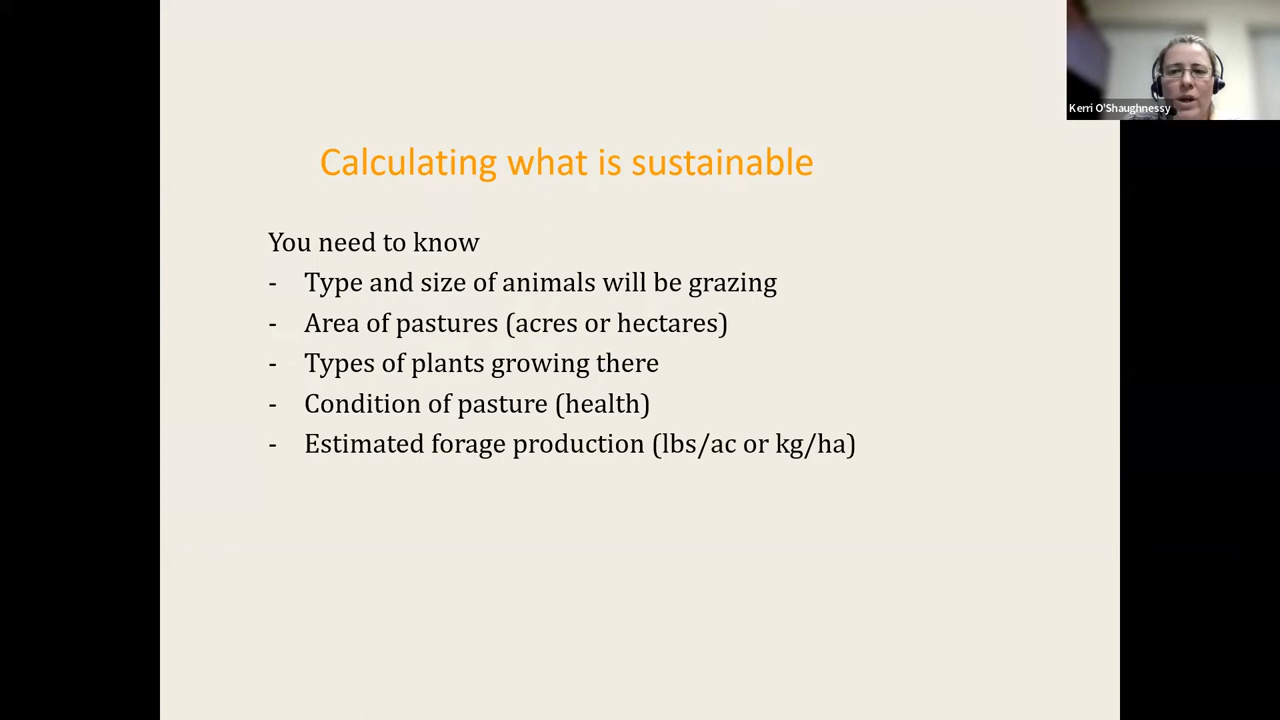 Kerri O'Shaughnessy
Calculating what is sustainable
You need to know
- Type and size of animals will be grazing
- Area of pastures (acres or hectares)
- Types of plants growing there
- Condition of pasture (health)
- Estimated forage production (lbs/ac or kg/ha)